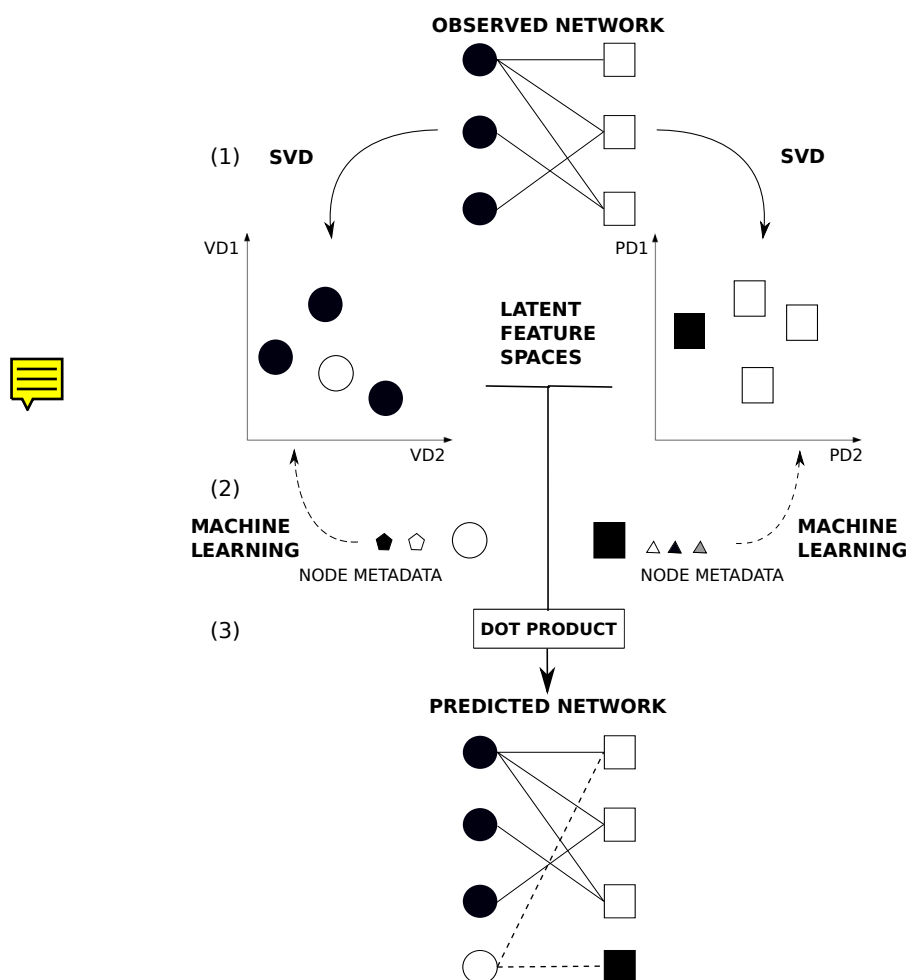 OBSERVED NETWORK
(1)
SVD
SVD
VD1
PD1
LATENT
FEATURE
SPACES
VD2
PD2
(2)
MACHINE
LEARNING
NODE METADATA
NODE METADATA
MACHINE
LEARNING
(3)
DOT PRODUCT
PREDICTED NETWORK